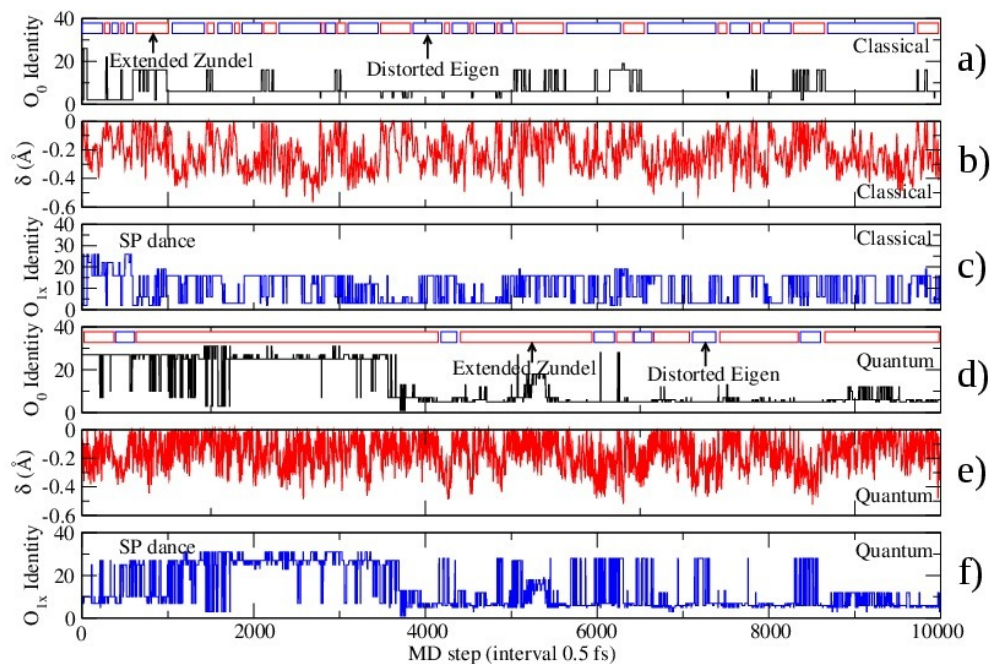 40
20
0
O0 Identity
Extended Zundel
Distorted Eigen
Classical
a)
0
-0.2
-0.4
-0.6
δ (Å)
Classical
b)
40
30
20
10
0
O1x Identity
SP dance
Classical
c)
40
20
0
O0 Identity
Extended Zundel
Distorted Eigen
Quantum
d)
0
-0.2
-0.4
-0.6
δ (Å)
Quantum
e)
40
20
0
O1x Identity
SP dance
Quantum
f)
0 2000 4000 6000 8000 10000
MD step (interval 0.5 fs)